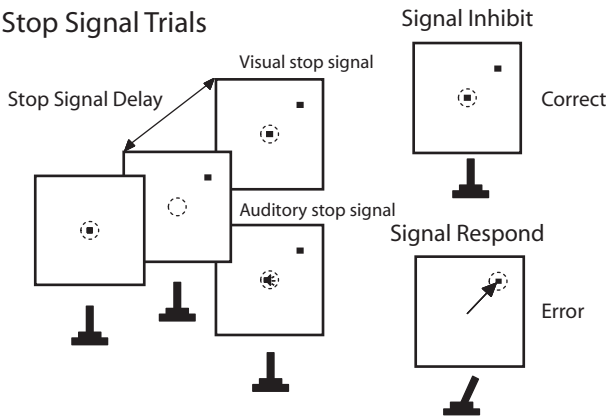 Stop Signal Trials
Signal Inhibit
Visual stop signal
Stop Signal Delay
Correct
Auditory stop signal
Signal Respond
Error